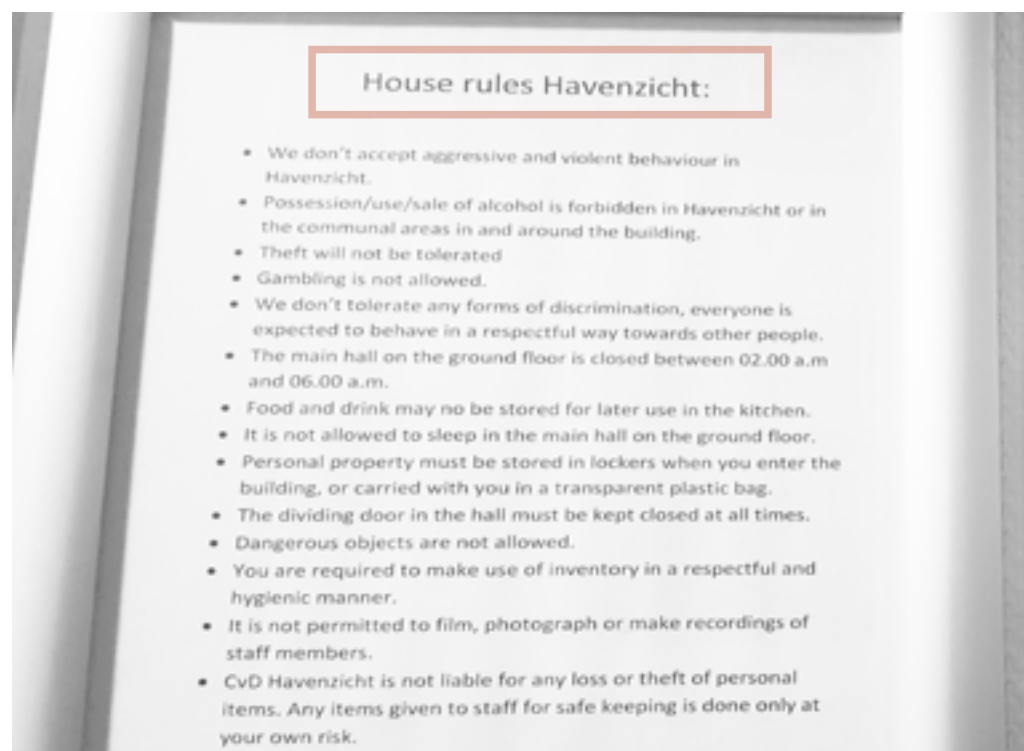 House rules Havenzicht:
• We don't accept aggressive and violent behaviour in
Havenzicht.
• Possession/use/sale of alcohol is forbidden in Havenzicht or in
the communal areas in and around the building.
• Theft will not be tolerated
• Gambling is not allowed.
• We don't tolerate any forms of discrimination, everyone is
expected to behave in a respectful way towards other people.
• The main hall on the ground floor is closed between 02.00 a.m
and 06.00 a.m.
• Food and drink may no be stored for later use in the kitchen.
• It is not allowed to sleep in the main hall on the ground floor.
• Personal property must be stored in lockers when you enter the
building, or carried with you in a transparent plastic bag.
• The dividing door in the hall must be kept closed at all times.
• Dangerous objects are not allowed.
• You are required to make use of inventory in a respectful and
hygienic manner.
• It is not permitted to film, photograph or make recordings of
staff members.
• CvD Havenzicht is not liable for any loss or theft of personal
items. Any items given to staff for safe keeping is done only at
your own risk.